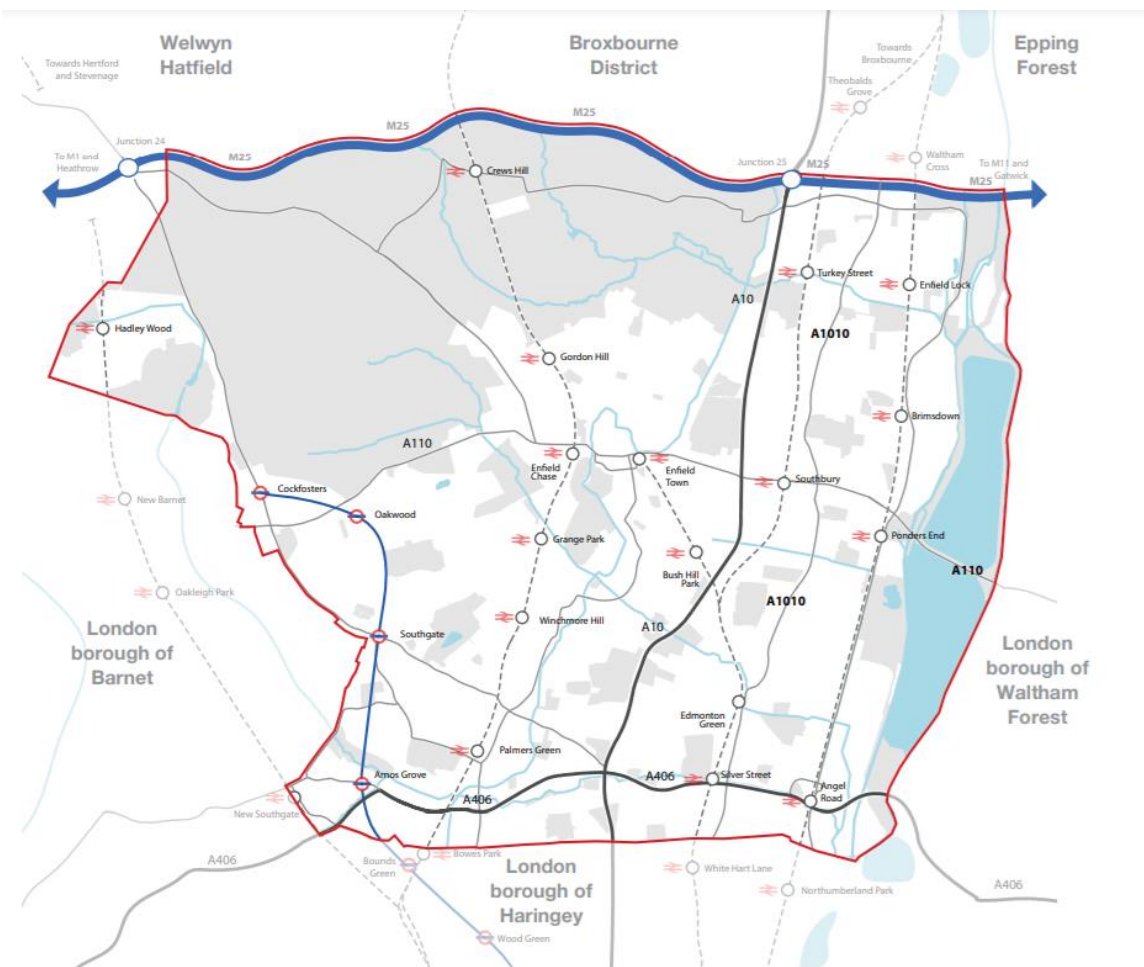 Welwyn
Hatfield
Broxbourne
District
Epping
Forest
Towards Hertford
and Stevenage
Towards
Broxbourne
Theobalds
Grove
M25
M25
Junction 24
To M1 and
Heathrow
M25
Waltham
Cross
Junction 25
M25
To M11 and
Gatwick
M25
Crews Hill
Turkey Street
Enfield Lock
A10
Hadley Wood
A1010
Gordon Hill
Brimsdown
A110
Enfield
Chase
Enfield
Town
Southbury
Cockfosters
New Barnet
Oakwood
Grange Park
Ponders End
Bush Hill
Park
A110
Oakleigh Park
A1010
Winchmore Hill
A10
London
borough of
Barnet
Southgate
London
borough of
Waltham
Forest
Edmonton
Green
Palmers Green
Amos Grove
A406
Silver Street
Angel
Road
A406
New Southgate
A406
Bounds
Green
Bowes Park
London
borough of
Haringey
White Hart Lane
Northumberland Park
A406
Wood Green